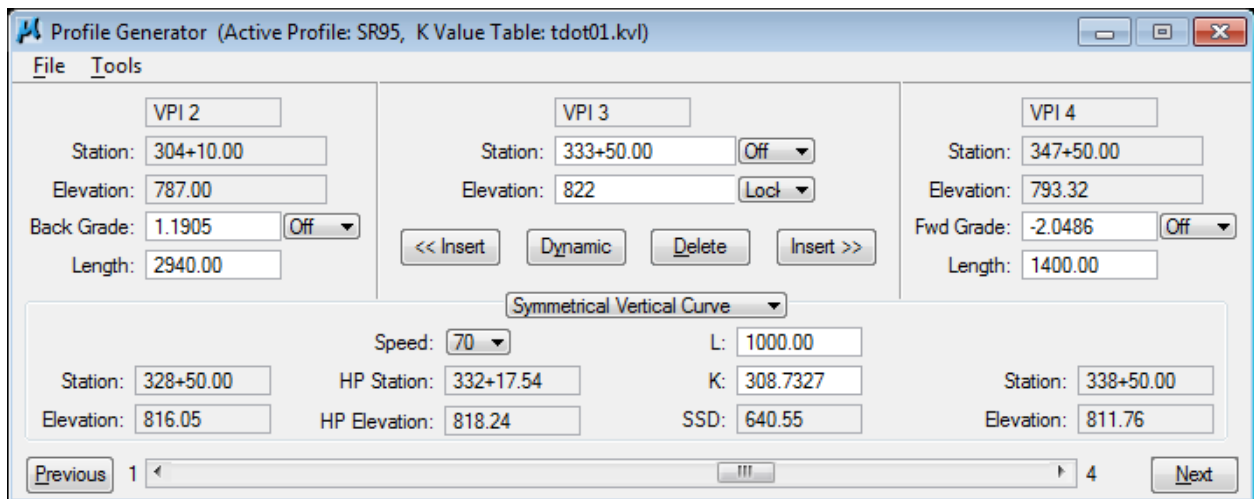 Profile Generator (Active Profile: SR95, K Value Table: tdot01.kvl)
File Tools
VPI 2 VPI 3 VPI 4
Station: 304+10.00 Station: 333+50.00 Off Station: 347+50.00
Elevation: 787.00 Elevation: 822 Lock Elevation: 793.32
Back Grade: 1.1905 Off << Insert Dynamic Delete Insert >> Fwd Grade: -2.0486 Off
Length: 2940.00 Length: 1400.00
Symmetrical Vertical Curve
Speed: 70 L: 1000.00
Station: 328+50.00 HP Station: 332+17.54 K: 308.7327 Station: 338+50.00
Elevation: 816.05 HP Elevation: 818.24 SSD: 640.55 Elevation: 811.76
Previous 1 4 Next